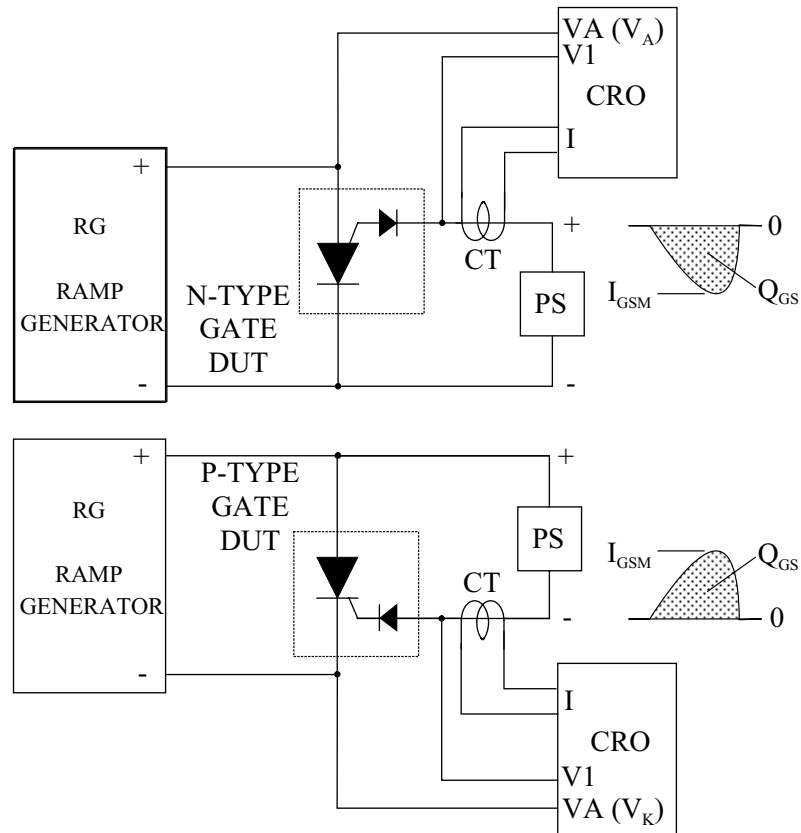 VA (V_A)
V1
CRO
I
+
RG
RAMP
GENERATOR
-
N-TYPE
GATE
DUT
CT
+
PS
-
0
I_GSM
Q_GS
+
RG
RAMP
GENERATOR
-
P-TYPE
GATE
DUT
CT
+
PS
-
I_GSM
Q_GS
0
I
CRO
V1
VA (V_K)